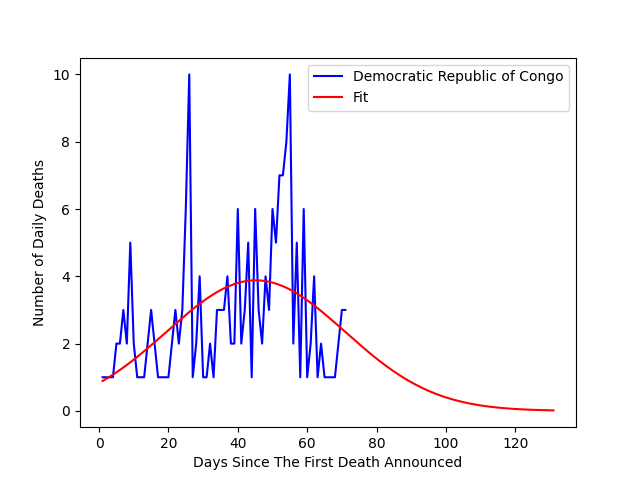 Democratic Republic of Congo
Fit
10
8
6
4
2
0
Number of Daily Deaths
0 20 40 60 80 100 120
Days Since The First Death Announced